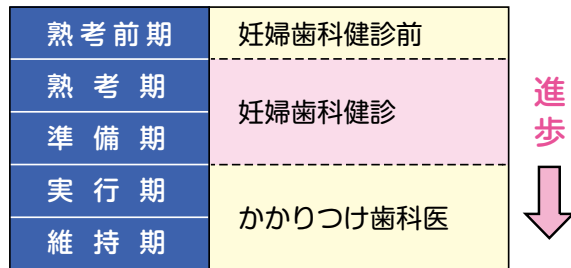 熟考前期 妊婦歯科健診前
熟考期
妊婦歯科健診
準備期
実行期
かかりつけ歯科医
維持期
進歩